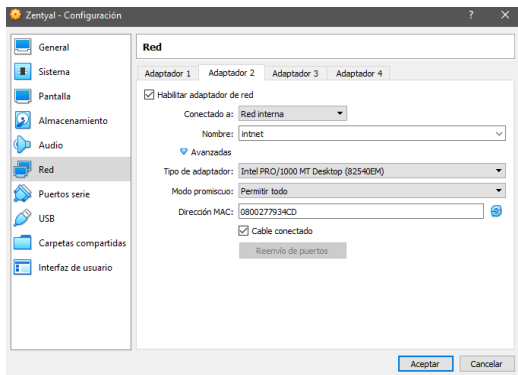 Zentyal - Configuración ? ×
General
Sistema
Pantalla
Almacenamiento
Audio
Red
Puertos serie
USB
Carpetas compartidas
Interfaz de usuario
Red
Adaptador 1 Adaptador 2 Adaptador 3 Adaptador 4
Habilitar adaptador de red
Conectado a: Red interna
Nombre: intnet
Avanzadas
Tipo de adaptador: Intel PRO/1000 MT Desktop (82540EM)
Modo promiscuo: Permitir todo
Dirección MAC: 0800277934CD
Cable conectado
Reenvío de puertos
Aceptar Cancelar